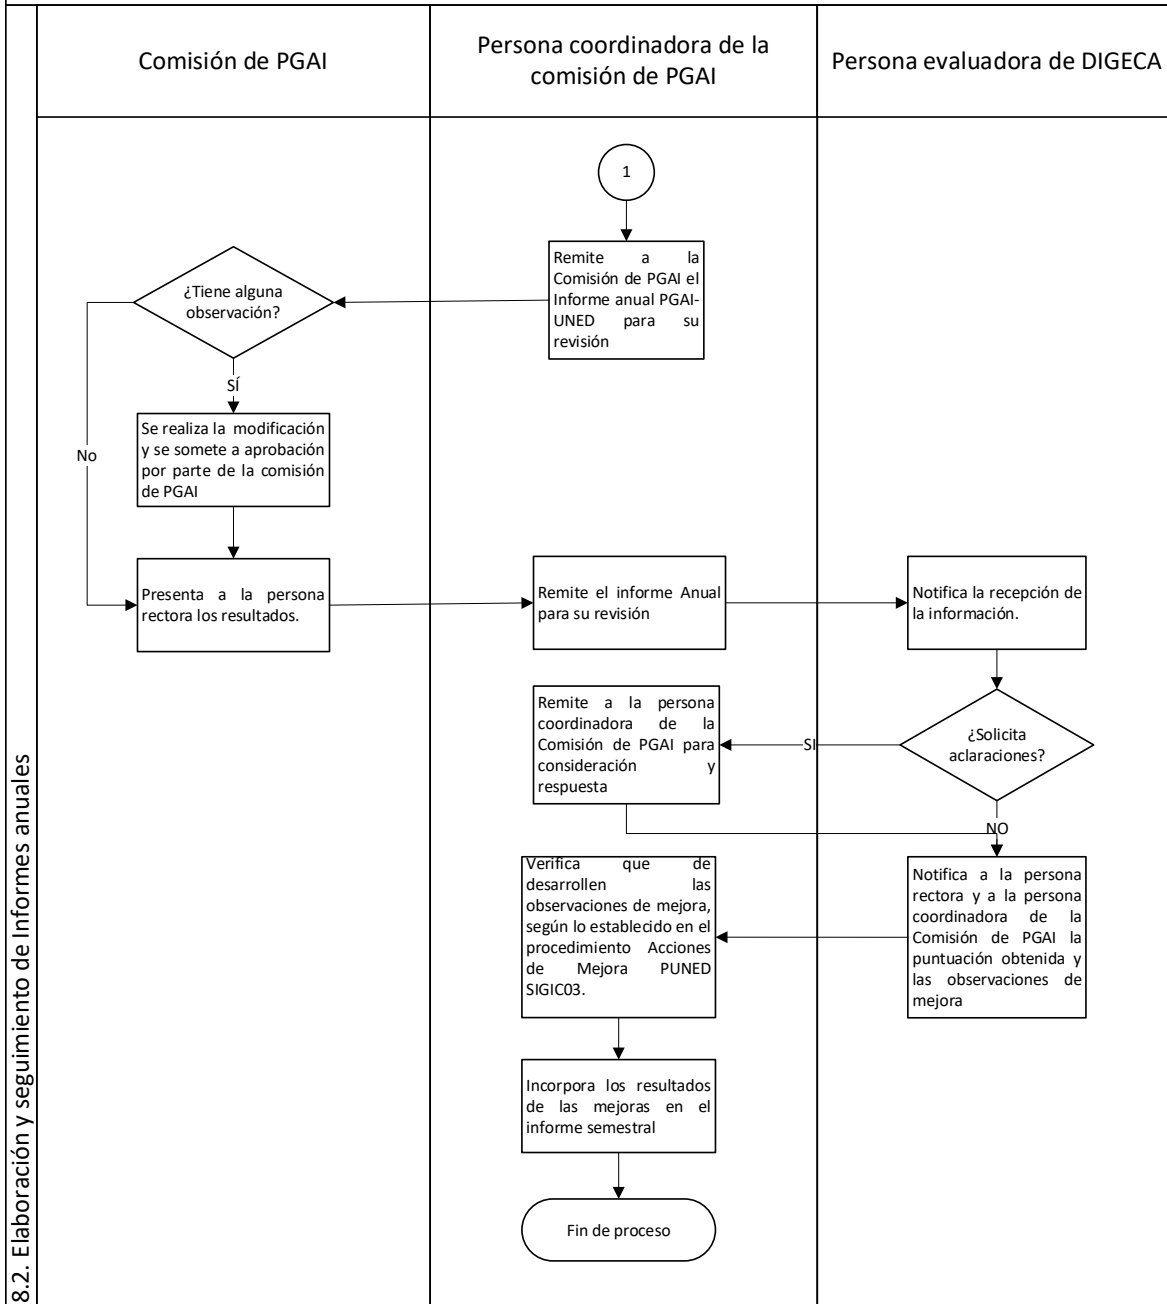 8.2. Elaboración y seguimiento de Informes anuales
Comisión de PGAI
Persona coordinadora de la
comisión de PGAI
Persona evaluadora de DIGECA
1
Remite a la
Comisión de PGAI el
Informe anual PGAI-
UNED para su
revisión
¿Tiene alguna
observación?
SÍ
No
Se realiza la modificación
y se somete a aprobación
por parte de la comisión
de PGAI
Presenta a la persona
rectora los resultados.
Remite el informe Anual
para su revisión
Notifica la recepción de
la información.
¿Solicita
aclaraciones?
SI
Remite a la persona
coordinadora de la
Comisión de PGAI para
consideración y
respuesta
NO
Notifica a la persona
rectora y a la persona
coordinadora de la
Comisión de PGAI la
puntuación obtenida y
las observaciones de
mejora
Verifica que de
desarrollen las
observaciones de mejora,
según lo establecido en el
procedimiento Acciones
de Mejora PUNED
SIGIC03.
Incorpora los resultados
de las mejoras en el
informe semestral
Fin de proceso